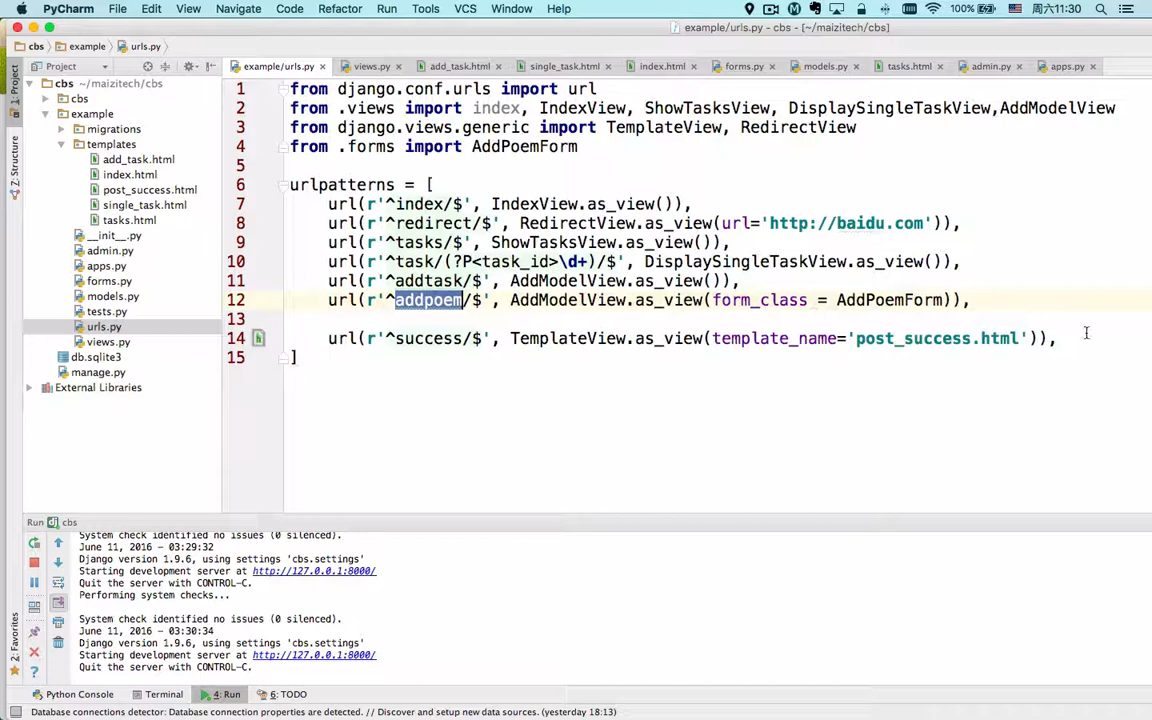 PyCharm File Edit View Navigate Code Refactor Run Tools VCS Window Help 100% 周六11:30
example/urls.py - cbs - [~/maizitech/cbs]
cbs example urls.py
Project example/urls.py views.py add_task.html single_task.html index.html forms.py models.py tasks.html admin.py apps.py
1: Project
Z: Structure
2: Favorites
cbs ~/maizitech/cbs
cbs
example
migrations
templates
add_task.html
index.html
post_success.html
single_task.html
tasks.html
__init__.py
admin.py
apps.py
forms.py
models.py
tests.py
urls.py
views.py
db.sqlite3
manage.py
External Libraries
1 from django.conf.urls import url
2 from .views import index, IndexView, ShowTasksView, DisplaySingleTaskView,AddModelView
3 from django.views.generic import TemplateView, RedirectView
4 from .forms import AddPoemForm
5
6 urlpatterns = [
7 url(r'^index/$', IndexView.as_view()),
8 url(r'^redirect/$', RedirectView.as_view(url='http://baidu.com')),
9 url(r'^tasks/$', ShowTasksView.as_view()),
10 url(r'^task/(?P<task_id>\d+)/$', DisplaySingleTaskView.as_view()),
11 url(r'^addtask/$', AddModelView.as_view()),
12 url(r'^addpoem/$', AddModelView.as_view(form_class = AddPoemForm)),
13
14 url(r'^success/$', TemplateView.as_view(template_name='post_success.html')),
15 ]
Run cbs
System check identified no issues (0 silenced).
June 11, 2016 - 03:29:32
Django version 1.9.6, using settings 'cbs.settings'
Starting development server at http://127.0.0.1:8000/
Quit the server with CONTROL-C.
Performing system checks...
System check identified no issues (0 silenced).
June 11, 2016 - 03:30:34
Django version 1.9.6, using settings 'cbs.settings'
Starting development server at http://127.0.0.1:8000/
Quit the server with CONTROL-C.
Python Console Terminal 4: Run 6: TODO
Database connections detector: Database connection properties are detected. // Discover and setup new data sources. (yesterday 18:13)